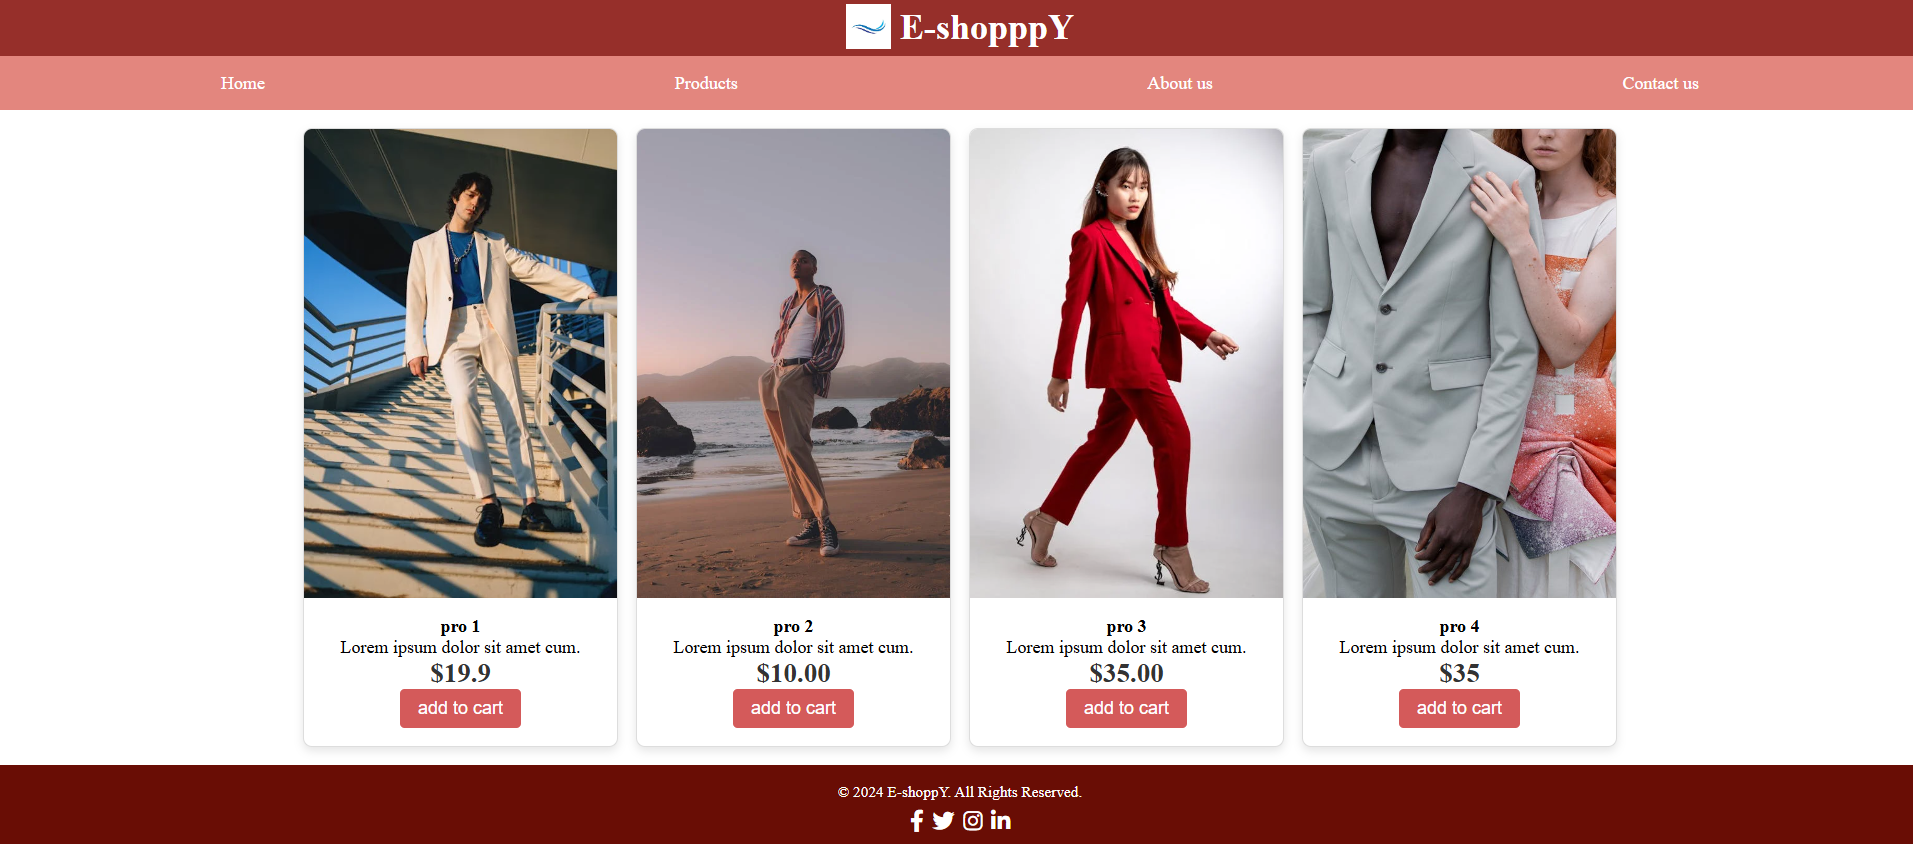 E-shopppY
Home Products About us Contact us
pro 1
Lorem ipsum dolor sit amet cum.
$19.9
add to cart
pro 2
Lorem ipsum dolor sit amet cum.
$10.00
add to cart
pro 3
Lorem ipsum dolor sit amet cum.
$35.00
add to cart
pro 4
Lorem ipsum dolor sit amet cum.
$35
add to cart
© 2024 E-shoppY. All Rights Reserved.